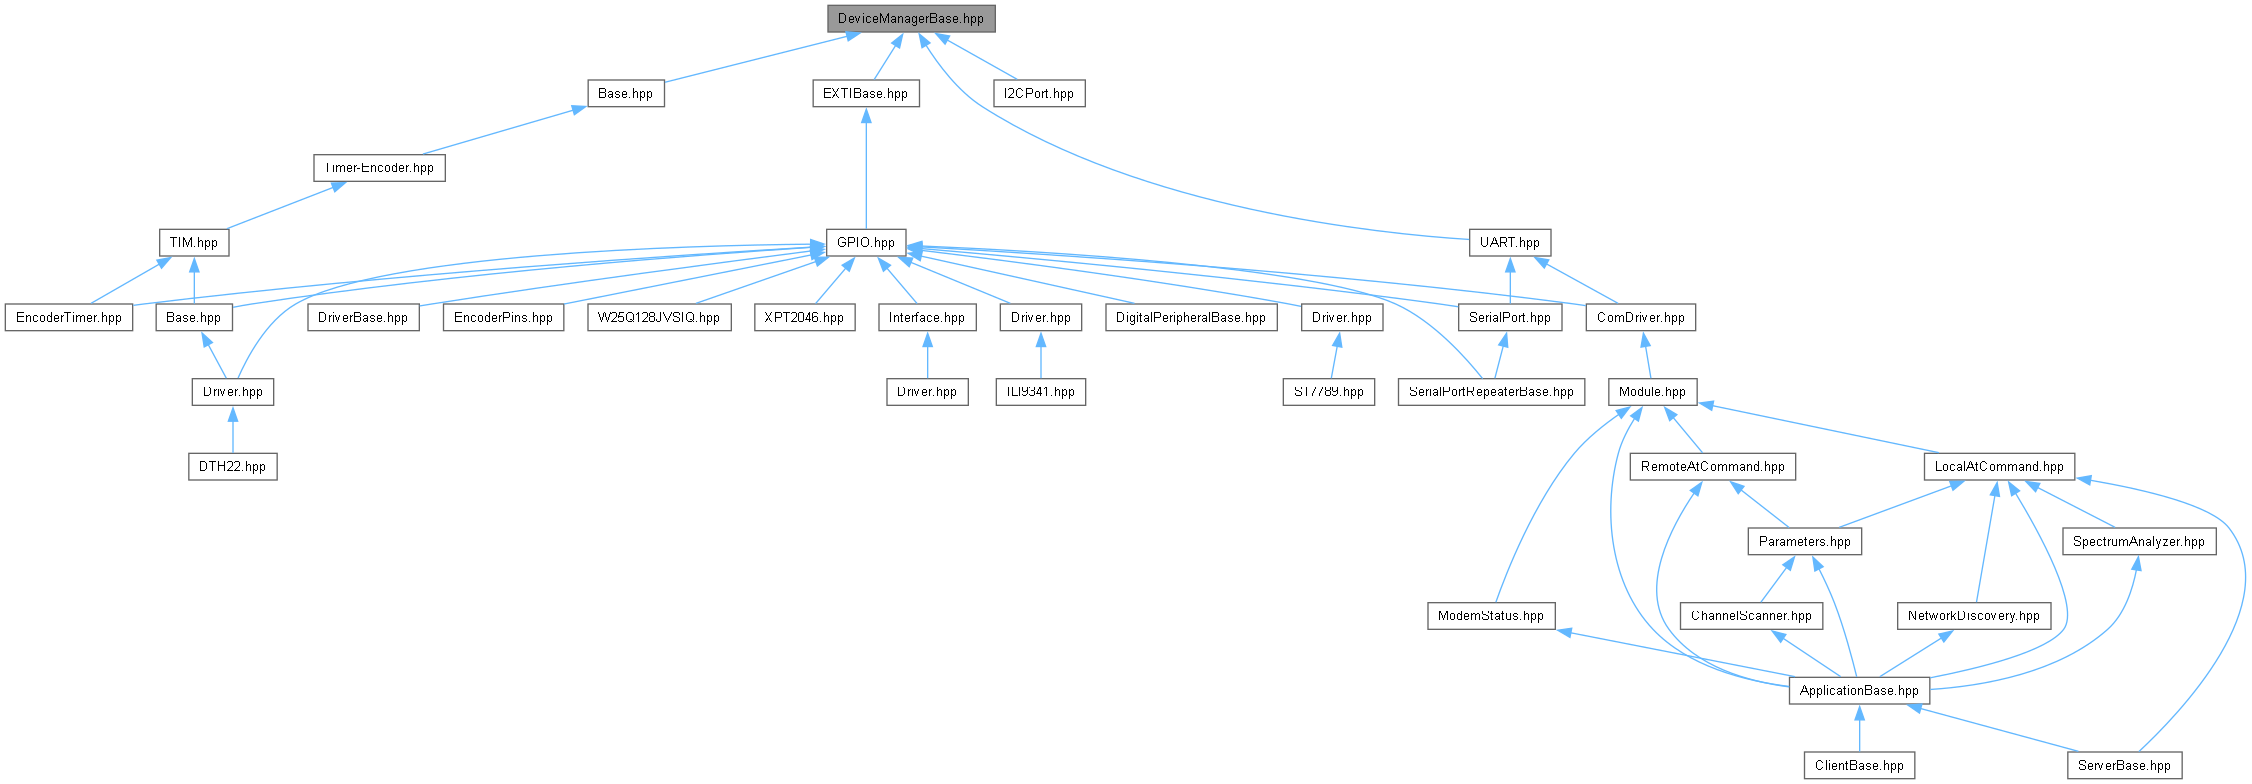 DeviceManagerBase.hpp
Base.hpp
EXTIBase.hpp
I2CPort.hpp
Timer-Encoder.hpp
TIM.hpp
GPIO.hpp
UART.hpp
EncoderTimer.hpp
Base.hpp
DriverBase.hpp
EncoderPins.hpp
W25Q128JVSIQ.hpp
XPT2046.hpp
Interface.hpp
Driver.hpp
DigitalPeripheralBase.hpp
Driver.hpp
SerialPort.hpp
ComDriver.hpp
Driver.hpp
Driver.hpp
ILI9341.hpp
ST7789.hpp
SerialPortRepeaterBase.hpp
Module.hpp
DTH22.hpp
RemoteAtCommand.hpp
LocalAtCommand.hpp
Parameters.hpp
SpectrumAnalyzer.hpp
ModemStatus.hpp
ChannelScanner.hpp
NetworkDiscovery.hpp
ApplicationBase.hpp
ClientBase.hpp
ServerBase.hpp